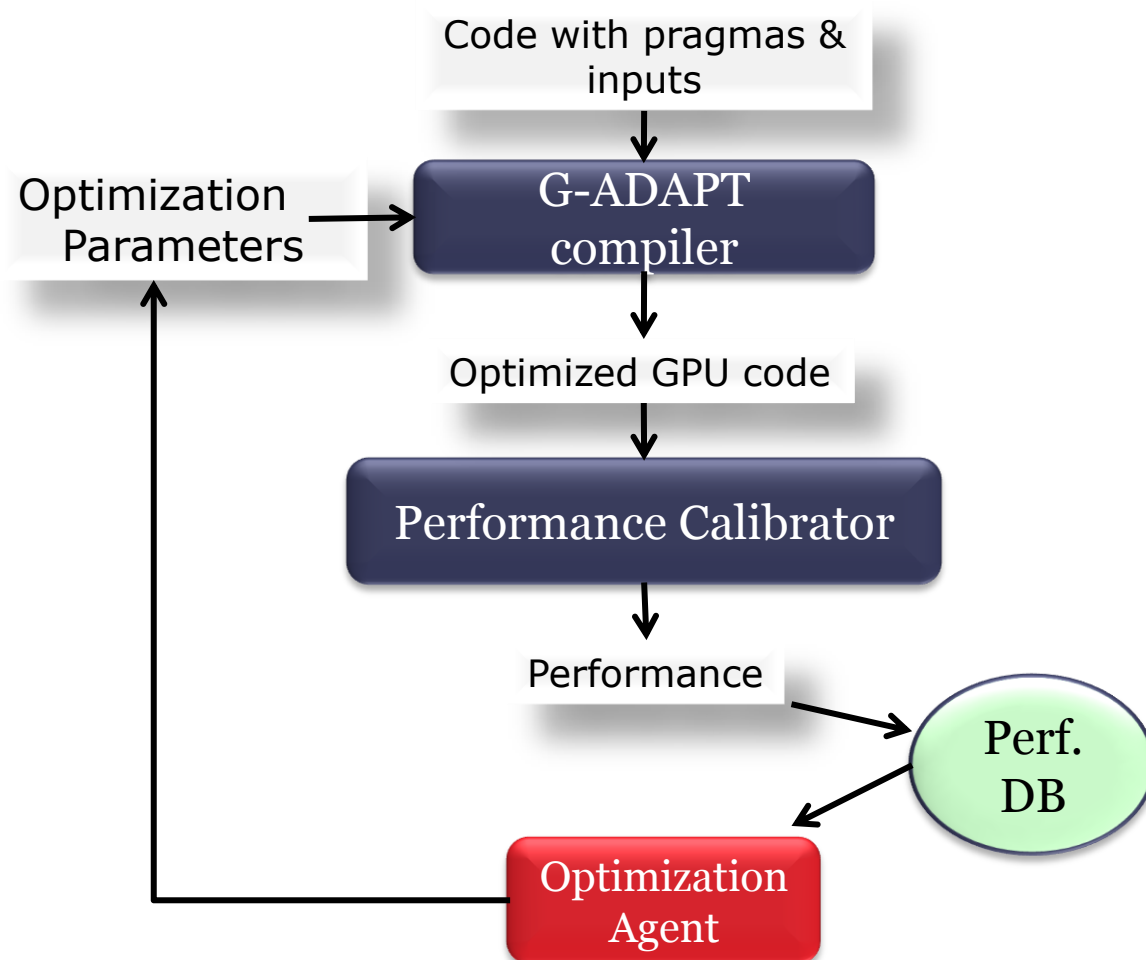 Code with pragmas &
inputs
G-ADAPT
compiler
Optimization
Parameters
Optimized GPU code
Performance Calibrator
Performance
Perf.
DB
Optimization
Agent